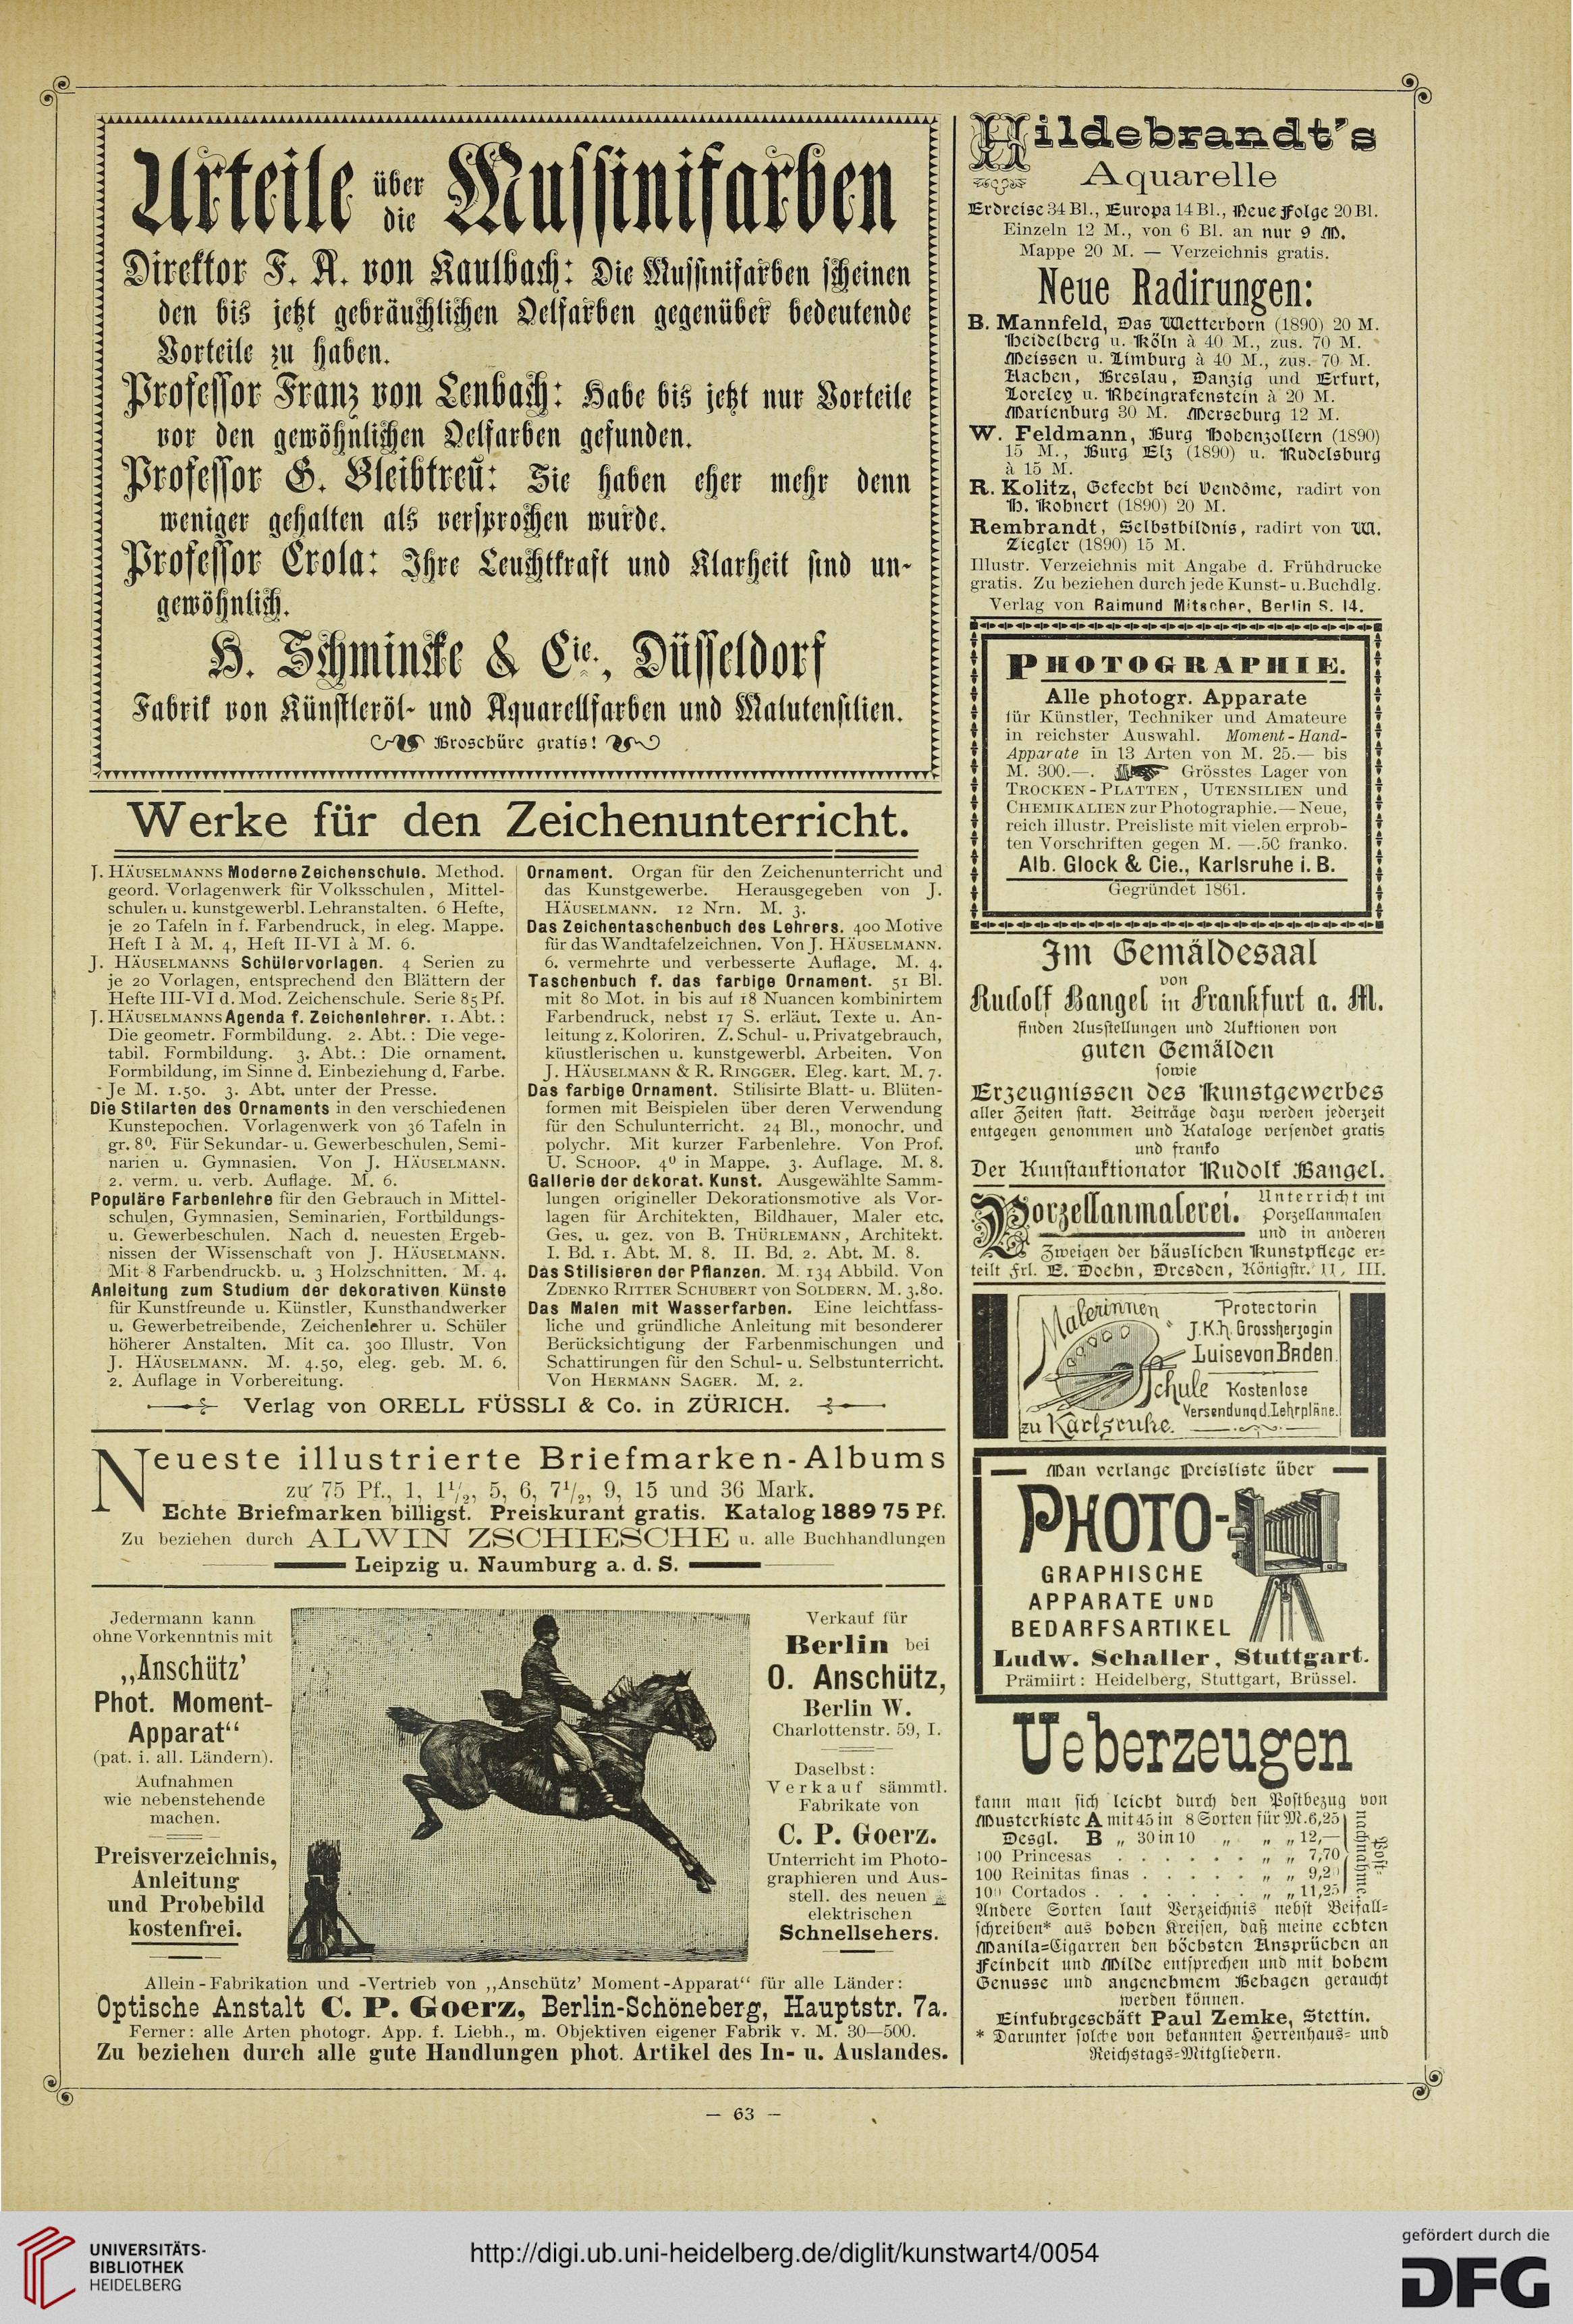 Urteile über die Mussinifarben
Direktor F. A. von Kaulbach: Die Mussinifarben scheinen
den bis jetzt gebräuchlichen Oelfarben gegenüber bedeutende
Vorteile zu haben.
Professor Franz von Lenbach: Habe bis jetzt nur Vorteile
vor den gewöhnlichen Oelfarben gefunden.
Professor G. Bleibtreu: Sie haben eher mehr denn
weniger gehalten als versprochen wurde.
Professor Crola: Ihre Leuchtkraft und Klarheit sind un-
gewöhnlich.
H. Schmincke & Cie., Düsseldorf
Fabrik von Künstleröl- und Aquarellfarben und Malutensilien.
Broschüre gratis!
Werke für den Zeichenunterricht.
J. HÄUSELMANNS Moderne Zeichenschule. Method.
geord. Vorlagenwerk für Volksschulen, Mittel-
schulen u. kunstgewerbl. Lehranstalten. 6 Hefte,
je 20 Tafeln in f. Farbendruck, in eleg. Mappe.
Heft I à M. 4, Heft II-VI à M. 6.
J. HÄUSELMANNS Schülervorlagen. 4 Serien zu
je 20 Vorlagen, entsprechend den Blättern der
Hefte III-VI d. Mod. Zeichenschule. Serie 85 Pf.
J. HÄUSELMANNS Agenda f. Zeichenlehrer. 1. Abt.:
Die geometr. Formbildung. 2. Abt.: Die vege-
tabil. Formbildung. 3. Abt.: Die ornament.
Formbildung, im Sinne d. Einbeziehung d. Farbe.
Je M. 1.50. 3. Abt. unter der Presse.
Die Stilarten des Ornaments in den verschiedenen
Kunstepochen. Vorlagenwerk von 36 Tafeln in
gr. 8⁰. Für Sekundar- u. Gewerbeschulen, Semi-
narien u. Gymnasien. Von J. HÄUSELMANN.
2. verm. u. verb. Auflage. M. 6.
Populäre Farbenlehre für den Gebrauch in Mittel-
schulen, Gymnasien, Seminarien, Fortbildungs-
u. Gewerbeschulen. Nach d. neuesten Ergeb-
nissen der Wissenschaft von J. HÄUSELMANN.
Mit 8 Farbendruckb. u. 3 Holzschnitten. M. 4.
Anleitung zum Studium der dekorativen Künste
für Kunstfreunde u. Künstler, Kunsthandwerker
u. Gewerbetreibende, Zeichenlehrer u. Schüler
höherer Anstalten. Mit ca. 300 Illustr. Von
J. HÄUSELMANN. M. 4.50, eleg. geb. M. 6.
2. Auflage in Vorbereitung.
Ornament. Organ für den Zeichenunterricht und
das Kunstgewerbe. Herausgegeben von J.
HÄUSELMANN. 12 Nrn. M. 3.
Das Zeichentaschenbuch des Lehrers. 400 Motive
für das Wandtafelzeichnen. Von J. HÄUSELMANN.
6. vermehrte und verbesserte Auflage. M. 4.
Taschenbuch f. das farbige Ornament. 51 Bl.
mit 80 Mot. in bis auf 18 Nuancen kombinirtem
Farbendruck, nebst 17 S. erläut. Texte u. An-
leitung z. Koloriren. Z. Schul- u. Privatgebrauch,
küustlerischen u. kunstgewerbl. Arbeiten. Von
J. HÄUSELMANN & R. RINGGER. Eleg. kart. M. 7.
Das farbige Ornament. Stilisirte Blatt- u. Blüten-
formen mit Beispielen über deren Verwendung
für den Schulunterricht. 24 Bl., monochr. und
polychr. Mit kurzer Farbenlehre. Von Prof.
U. SCHOOP. 4⁰ in Mappe. 3. Auflage. M. 8.
Gallerie der dekorat. Kunst. Ausgewählte Samm-
lungen origineller Dekorationsmotive als Vor-
lagen für Architekten, Bildhauer, Maler etc.
Ges. u. gez. von B. THÜRLEMANN, Architekt.
I. Bd. 1. Abt. M. 8. II. Bd. 2. Abt. M. 8.
Das Stilisieren der Pflanzen. M. 134 Abbild. Von
ZDENKO RITTER SCHUBERT VON SOLDERN. M. 3.80.
Das Malen mit Wasserfarben. Eine leichtfass-
liche und gründliche Anleitung mit besonderer
Berücksichtigung der Farbenmischungen und
Schattirungen für den Schul- u. Selbstunterricht.
Von HERMANN SAGER. M. 2.
Verlag von ORELL FÜSSLI & Co. in ZÜRICH.
Neueste illustrierte Briefmarken-Albums
zu 75 Pf., 1, 1½, 5, 6, 7½, 9, 15 und 36 Mark.
Echte Briefmarken billigst. Preiskurant gratis. Katalog 1889 75 Pf.
Zu beziehen durch ALWIN ZSCHIESCHE u. alle Buchhandlungen
Leipzig u. Naumburg a. d. S.
Jedermann kann
ohne Vorkenntnis mit
„Anschütz'
Phot. Moment-
Apparat“
(pat. i. all. Ländern).
Aufnahmen
wie nebenstehende
machen.
Preisverzeichnis,
Anleitung
und Probebild
kostenfrei.
Verkauf für
Berlin bei
O. Anschütz,
Berlin W.
Charlottenstr. 59, I.
Daselbst:
Verkauf sämmtl.
Fabrikate von
C. P. Goerz.
Unterricht im Photo-
graphieren und Aus-
stell. des neuen
elektrischen
Schnellsehers.
Allein-Fabrikation und -Vertrieb von „Anschütz' Moment-Apparat“ für alle Länder:
Optische Anstalt C. P. Goerz, Berlin-Schöneberg, Hauptstr. 7a.
Ferner: alle Arten photogr. App. f. Liebh., m. Objektiven eigener Fabrik v. M. 30—500.
Zu beziehen durch alle gute Handlungen phot. Artikel des In- u. Auslandes.
Hildebrandt's
Aquarelle
Erdreise 34 Bl., Europa 14 Bl., Neue Folge 20 Bl.
Einzeln 12 M., von 6 Bl. an nur 9 M.
Mappe 20 M. — Verzeichnis gratis.
Neue Radirungen:
B. Mannfeld, Das Wetterhorn (1890) 20 M.
Heidelberg u. Köln à 40 M., zus. 70 M.
Meissen u. Limburg à 40 M., zus. 70 M.
Aachen, Breslau, Danzig und Erfurt,
Loreley u. Rheingrafenstein à 20 M.
Marienburg 30 M. Merseburg 12 M.
W. Feldmann, Burg Hohenzollern (1890)
15 M., Burg Elz (1890) u. Rudelsburg
à 15 M.
R. Kolitz, Gefecht bei Vendôme, radirt von
H. Kohnert (1890) 20 M.
Rembrandt, Selbstbildnis, radirt von W.
Ziegler (1890) 15 M.
Illustr. Verzeichnis mit Angabe d. Frühdrucke
gratis. Zu beziehen durch jede Kunst- u. Buchdlg.
Verlag von Raimund Mitscher, Berlin S. 14.
PHOTOGRAPHIE.
Alle photogr. Apparate
für Künstler, Techniker und Amateure
in reichster Auswahl. Moment-Hand-
Apparate in 13 Arten von M. 25.— bis
M. 300.—. Grösstes Lager von
TROCKEN-PLATTEN, UTENSILIEN und
CHEMIKALIEN zur Photographie.—Neue,
reich illustr. Preisliste mit vielen erprob-
ten Vorschriften gegen M. —.50 franko.
Alb. Glock & Cie., Karlsruhe i. B.
Gegründet 1861.
Im Gemäldesaal
von
Rudolf Bangel in Frankfurt a. M.
finden Ausstellungen und Auktionen von
guten Gemälden
sowie
Erzeugnissen des Kunstgewerbes
aller Zeiten statt. Beiträge dazu werden jederzeit
entgegen genommen und Kataloge versendet gratis
und franko
Der Kunstauktionator Rudolf Bangel.
Porzellanmalerei. Unterricht im
Porzellanmalen
und in anderen
Zweigen der häuslichen Kunstpflege er-
teilt Frl. E. Doehn, Dresden, Königstr. 11, III.
Malerinnen
Schule
zu Karlsruhe.
Protectorin
J.K.h. Grossherzogin
Luise von Baden.
Kostenlose
Versendung d. Lehrpläne.
Man verlange Preisliste über
PHOTO-
GRAPHISCHE
APPARATE UND
BEDARFSARTIKEL
Ludw. Schaller, Stuttgart.
Prämiirt: Heidelberg, Stuttgart, Brüssel.
Ueberzeugen
kann man sich leicht durch den Postbezug von
Musterkiste A mit 45 in 8 Sorten für M. 6,25
Desgl. B „ 30 in 10 „ „ „ 12,—
100 Princesas . . . . . „ „ 7,70
100 Reinitas finas . . . . . „ „ 9,20
100 Cortados . . . . . . . „ „ 11,25
Post-
nachnahme
Andere Sorten laut Verzeichnis nebst Beifall-
schreiben* aus hohen Kreisen, daß meine echten
Manila-Cigarren den höchsten Ansprüchen an
Feinheit und Milde entsprechen und mit hohem
Genusse und angenehmem Behagen geraucht
werden können.
Einfuhrgeschäft Paul Zemke, Stettin.
* Darunter solche von bekannten Herrenhaus- und
Reichstags-Mitgliedern.
— 63 —
UNIVERSITÄTS-
BIBLIOTHEK
HEIDELBERG
http://digi.ub.uni-heidelberg.de/diglit/kunstwart4/0054
gefördert durch die
DFG